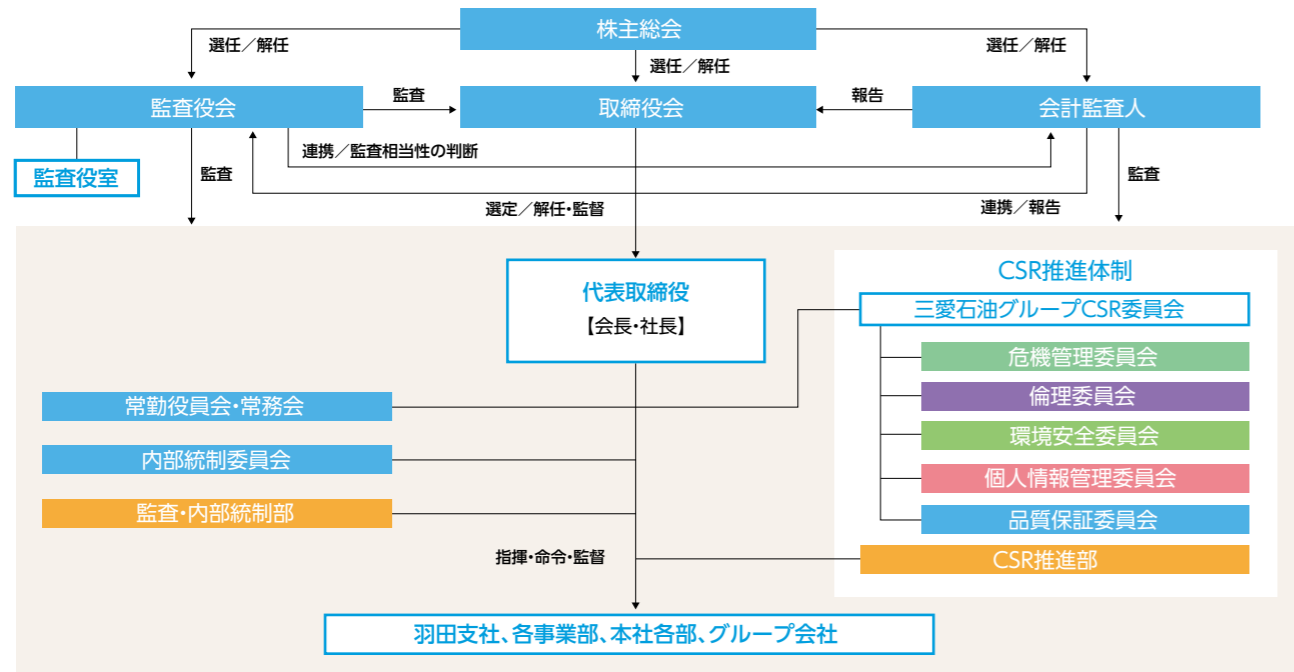 株主総会
選任／解任
選任／解任
選任／解任
監査役会
監査
取締役会
報告
会計監査人
監査役室
監査
連携／監査相当性の判断
監査
選定／解任・監督
連携／報告
代表取締役
【会長・社長】
CSR推進体制
三愛石油グループCSR委員会
危機管理委員会
倫理委員会
環境安全委員会
個人情報管理委員会
品質保証委員会
CSR推進部
常勤役員会・常務会
内部統制委員会
監査・内部統制部
指揮・命令・監督
羽田支社、各事業部、本社各部、グループ会社